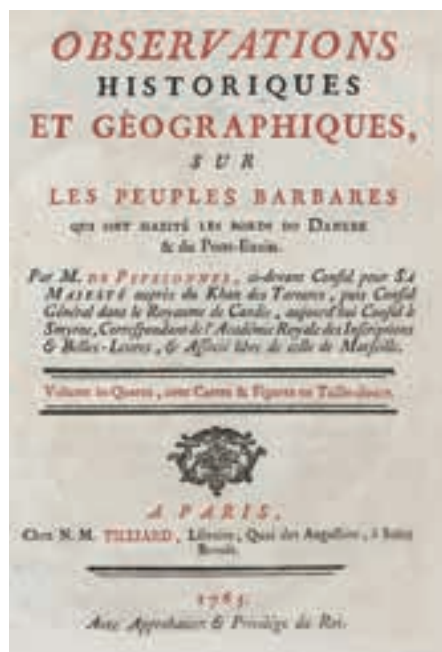 OBSERVATIONS
HISTORIQUES
ET GÈOGRAPHIQUES,
SUR
LES PEUPLES BARBARES
QUI ONT HABITÉ LES BORDS DU DANUBE
& du Pont-Euxin.
Par M. DE PEYSSONNEL, ci-devant Consul pour SA
MAJESTÉ auprès du Khan des Tartares, puis Consul
Général dans le Royaume de Candie, aujourd'hui Consul à
Smyrne, Correspondant de l'Académie Royale des Inscriptions
& Belles-Lettres, & Associé libre de celle de Marseille.
Volume in-Quarto, avec Cartes & Figures en Taille-douce.
A PARIS,
Chez N. M. TILLIARD, Libraire, Quai des Augustins, à Saint
Benoît.
1765.
Avec Approbation & Privilége du Roi.